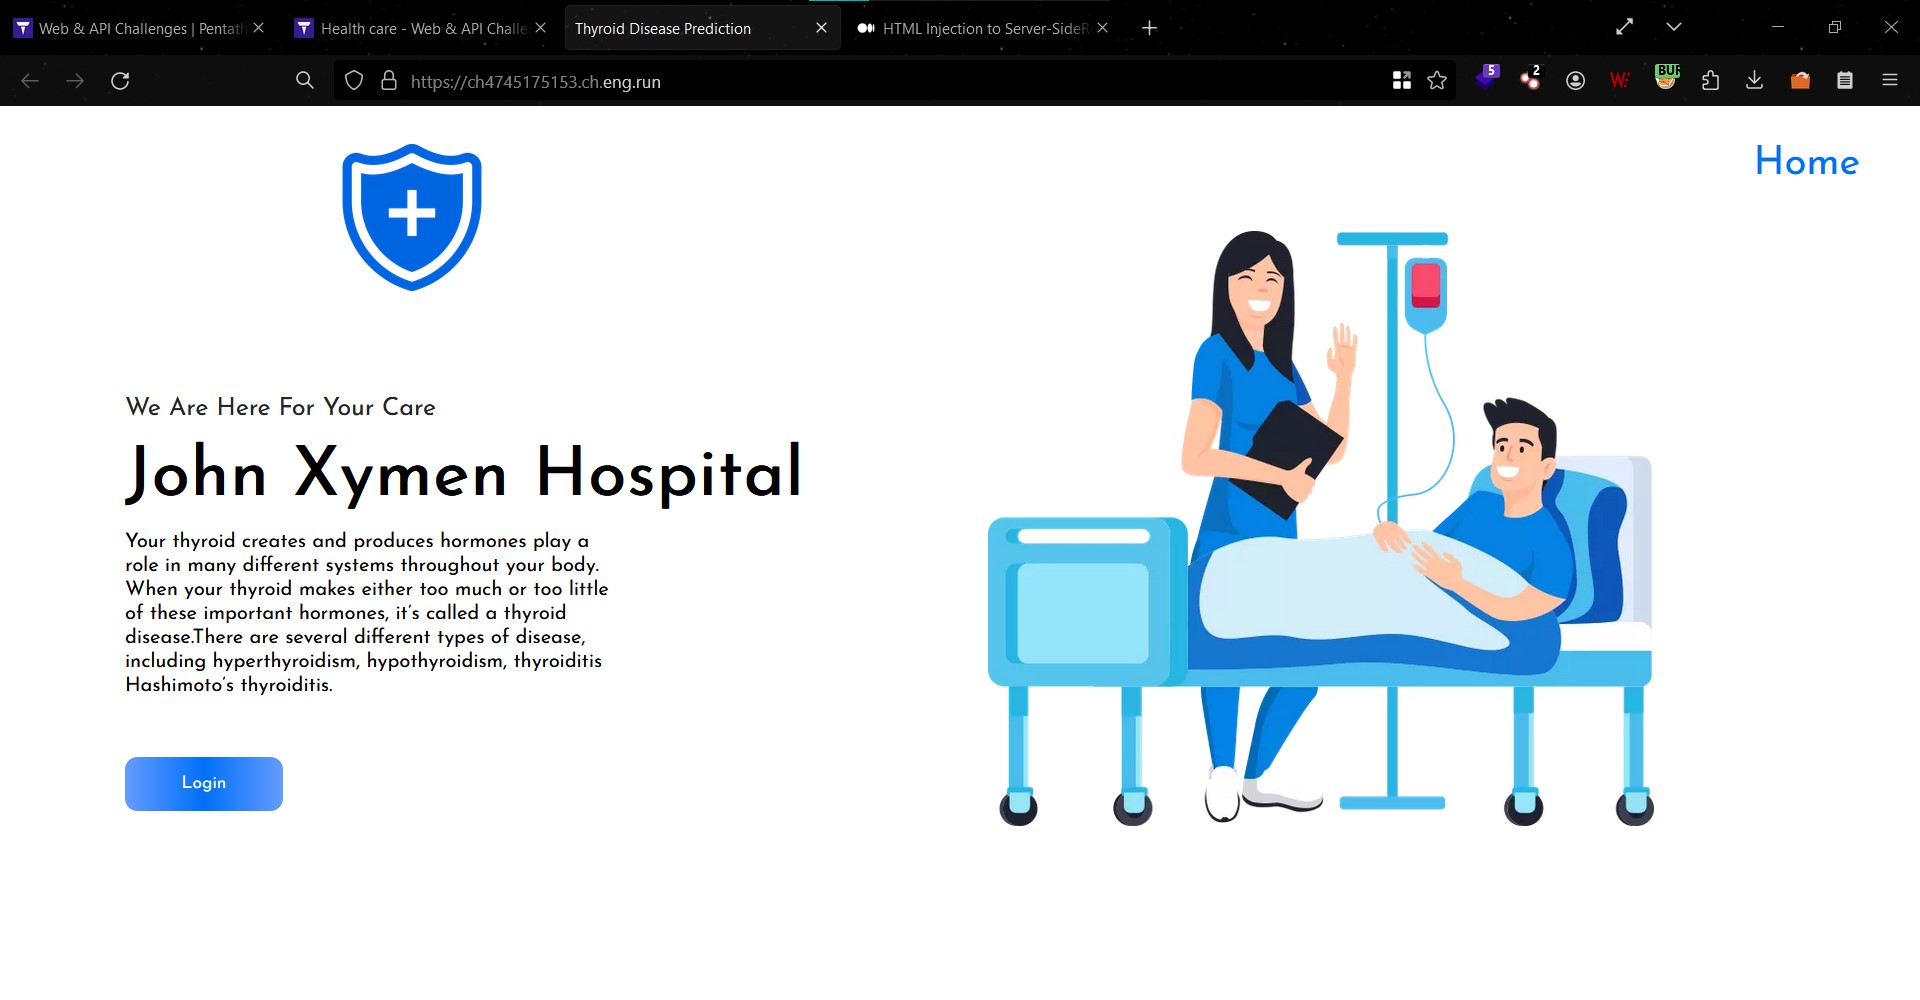 Web & API Challenges | Pentath
Health care - Web & API Challe
Thyroid Disease Prediction
HTML Injection to Server-SideR
https://ch4745175153.ch.eng.run
5
2
W
BUF
Home
We Are Here For Your Care
John Xymen Hospital
Your thyroid creates and produces hormones play a
role in many different systems throughout your body.
When your thyroid makes either too much or too little
of these important hormones, it's called a thyroid
disease.There are several different types of disease,
including hyperthyroidism, hypothyroidism, thyroiditis
Hashimoto's thyroiditis.
Login